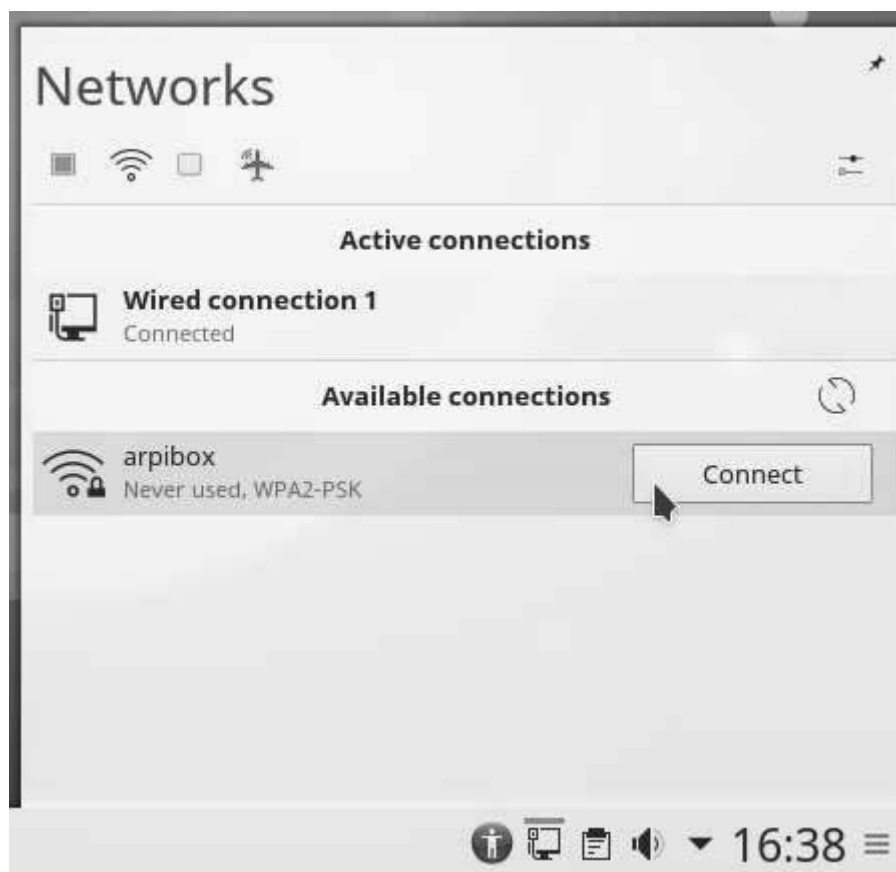 Networks
Active connections
Wired connection 1
Connected
Available connections
arpibox
Never used, WPA2-PSK
Connect
16:38